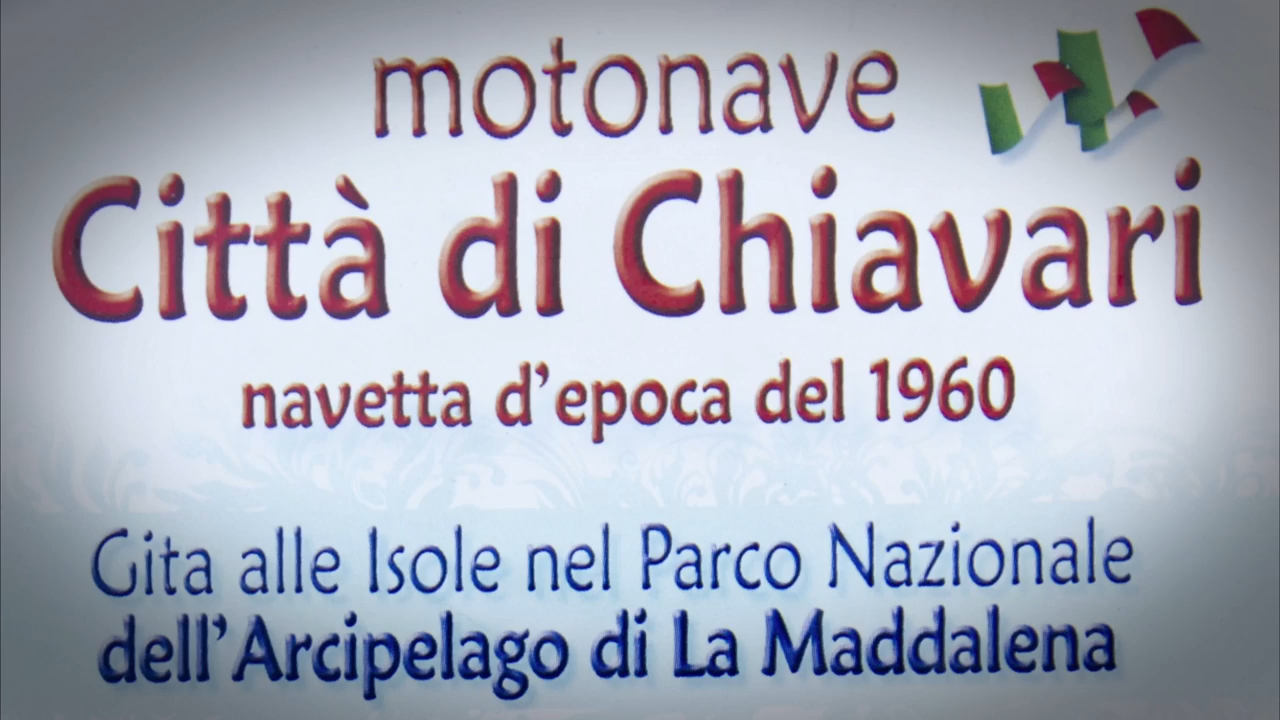 motonave
Città di Chiavari
navetta d'epoca del 1960
Gita alle Isole nel Parco Nazionale
dell'Arcipelago di La Maddalena